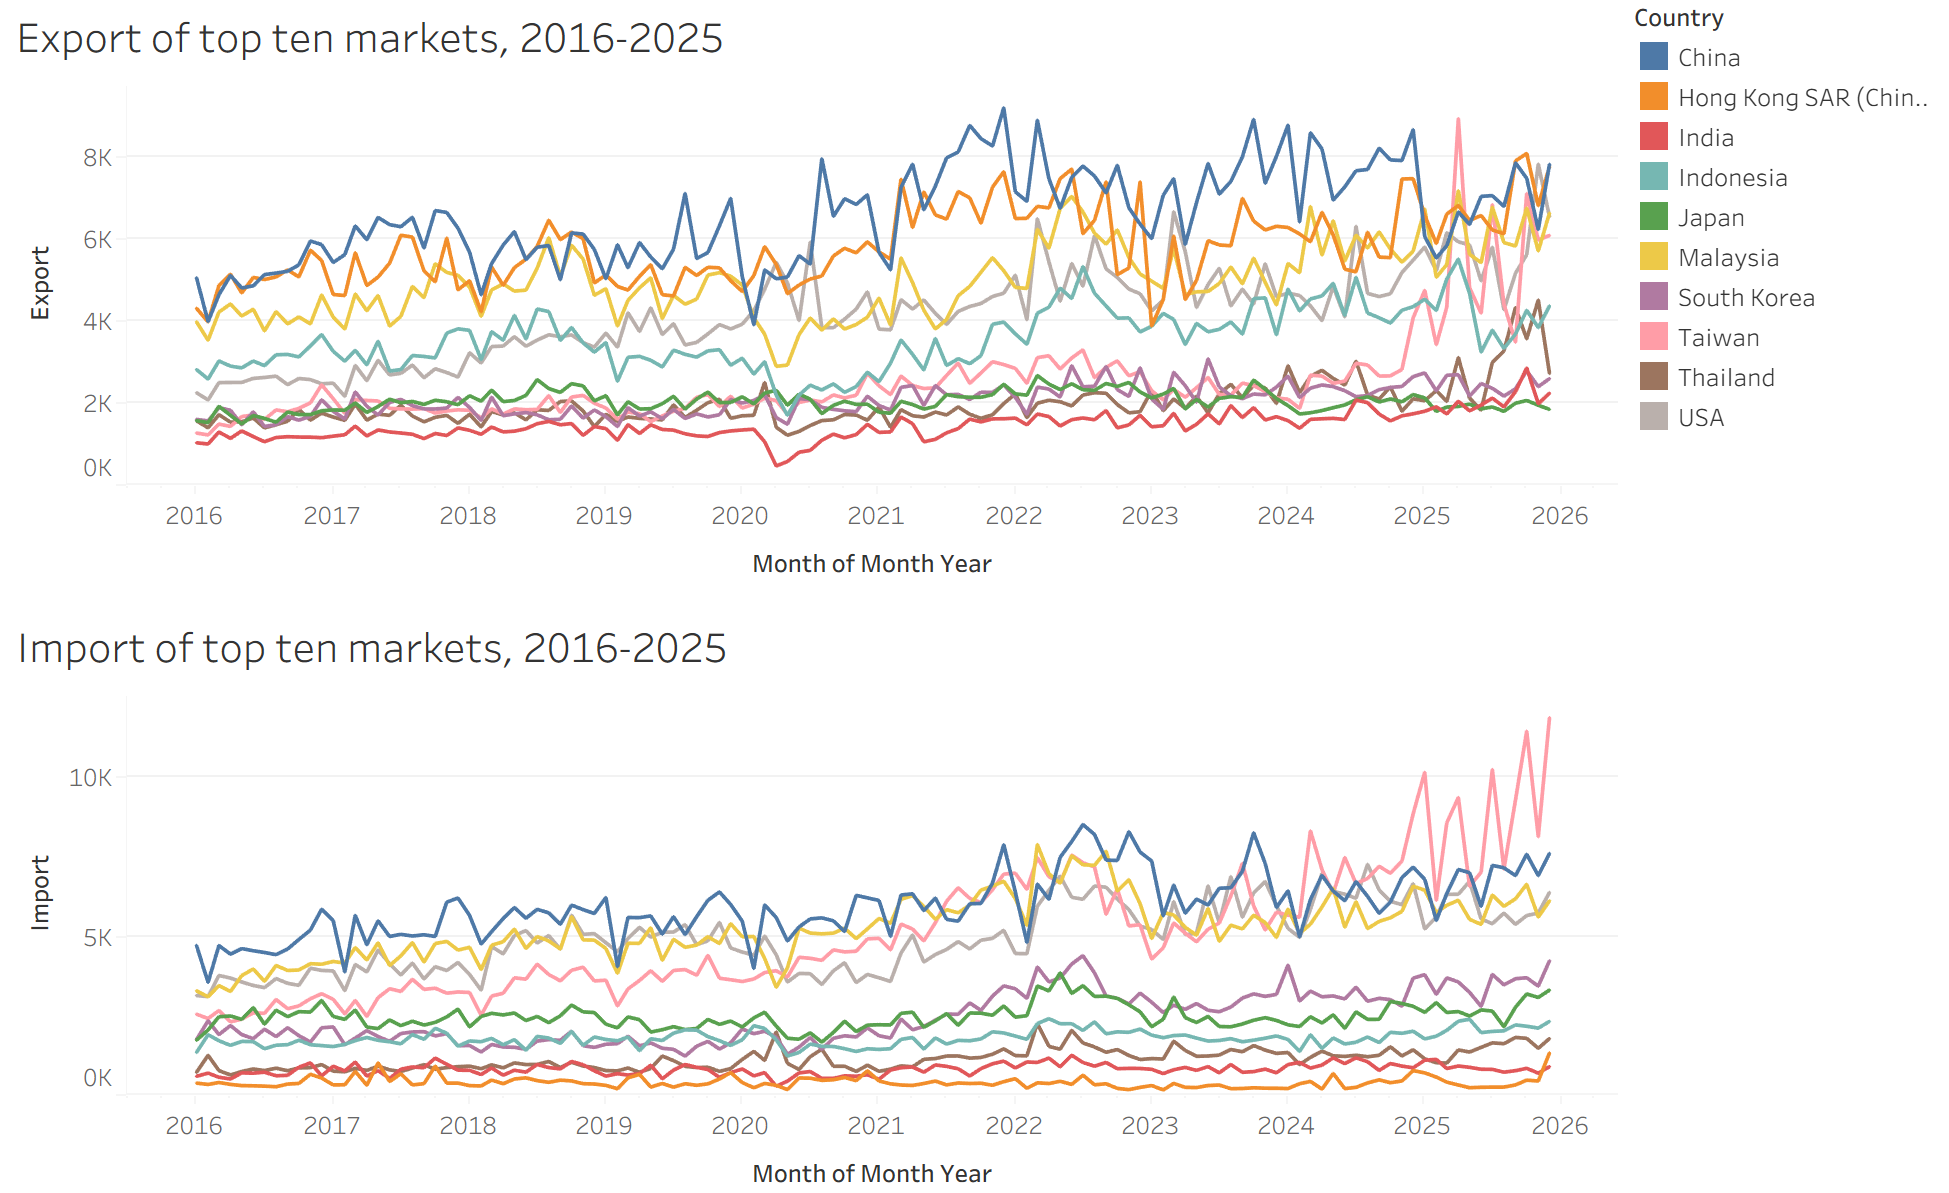 Export of top ten markets, 2016-2025
Export
8K
6K
4K
2K
0K
2016 2017 2018 2019 2020 2021 2022 2023 2024 2025 2026
Month of Month Year
Country
China
Hong Kong SAR (Chin..
India
Indonesia
Japan
Malaysia
South Korea
Taiwan
Thailand
USA
Import of top ten markets, 2016-2025
Import
10K
5K
0K
2016 2017 2018 2019 2020 2021 2022 2023 2024 2025 2026
Month of Month Year